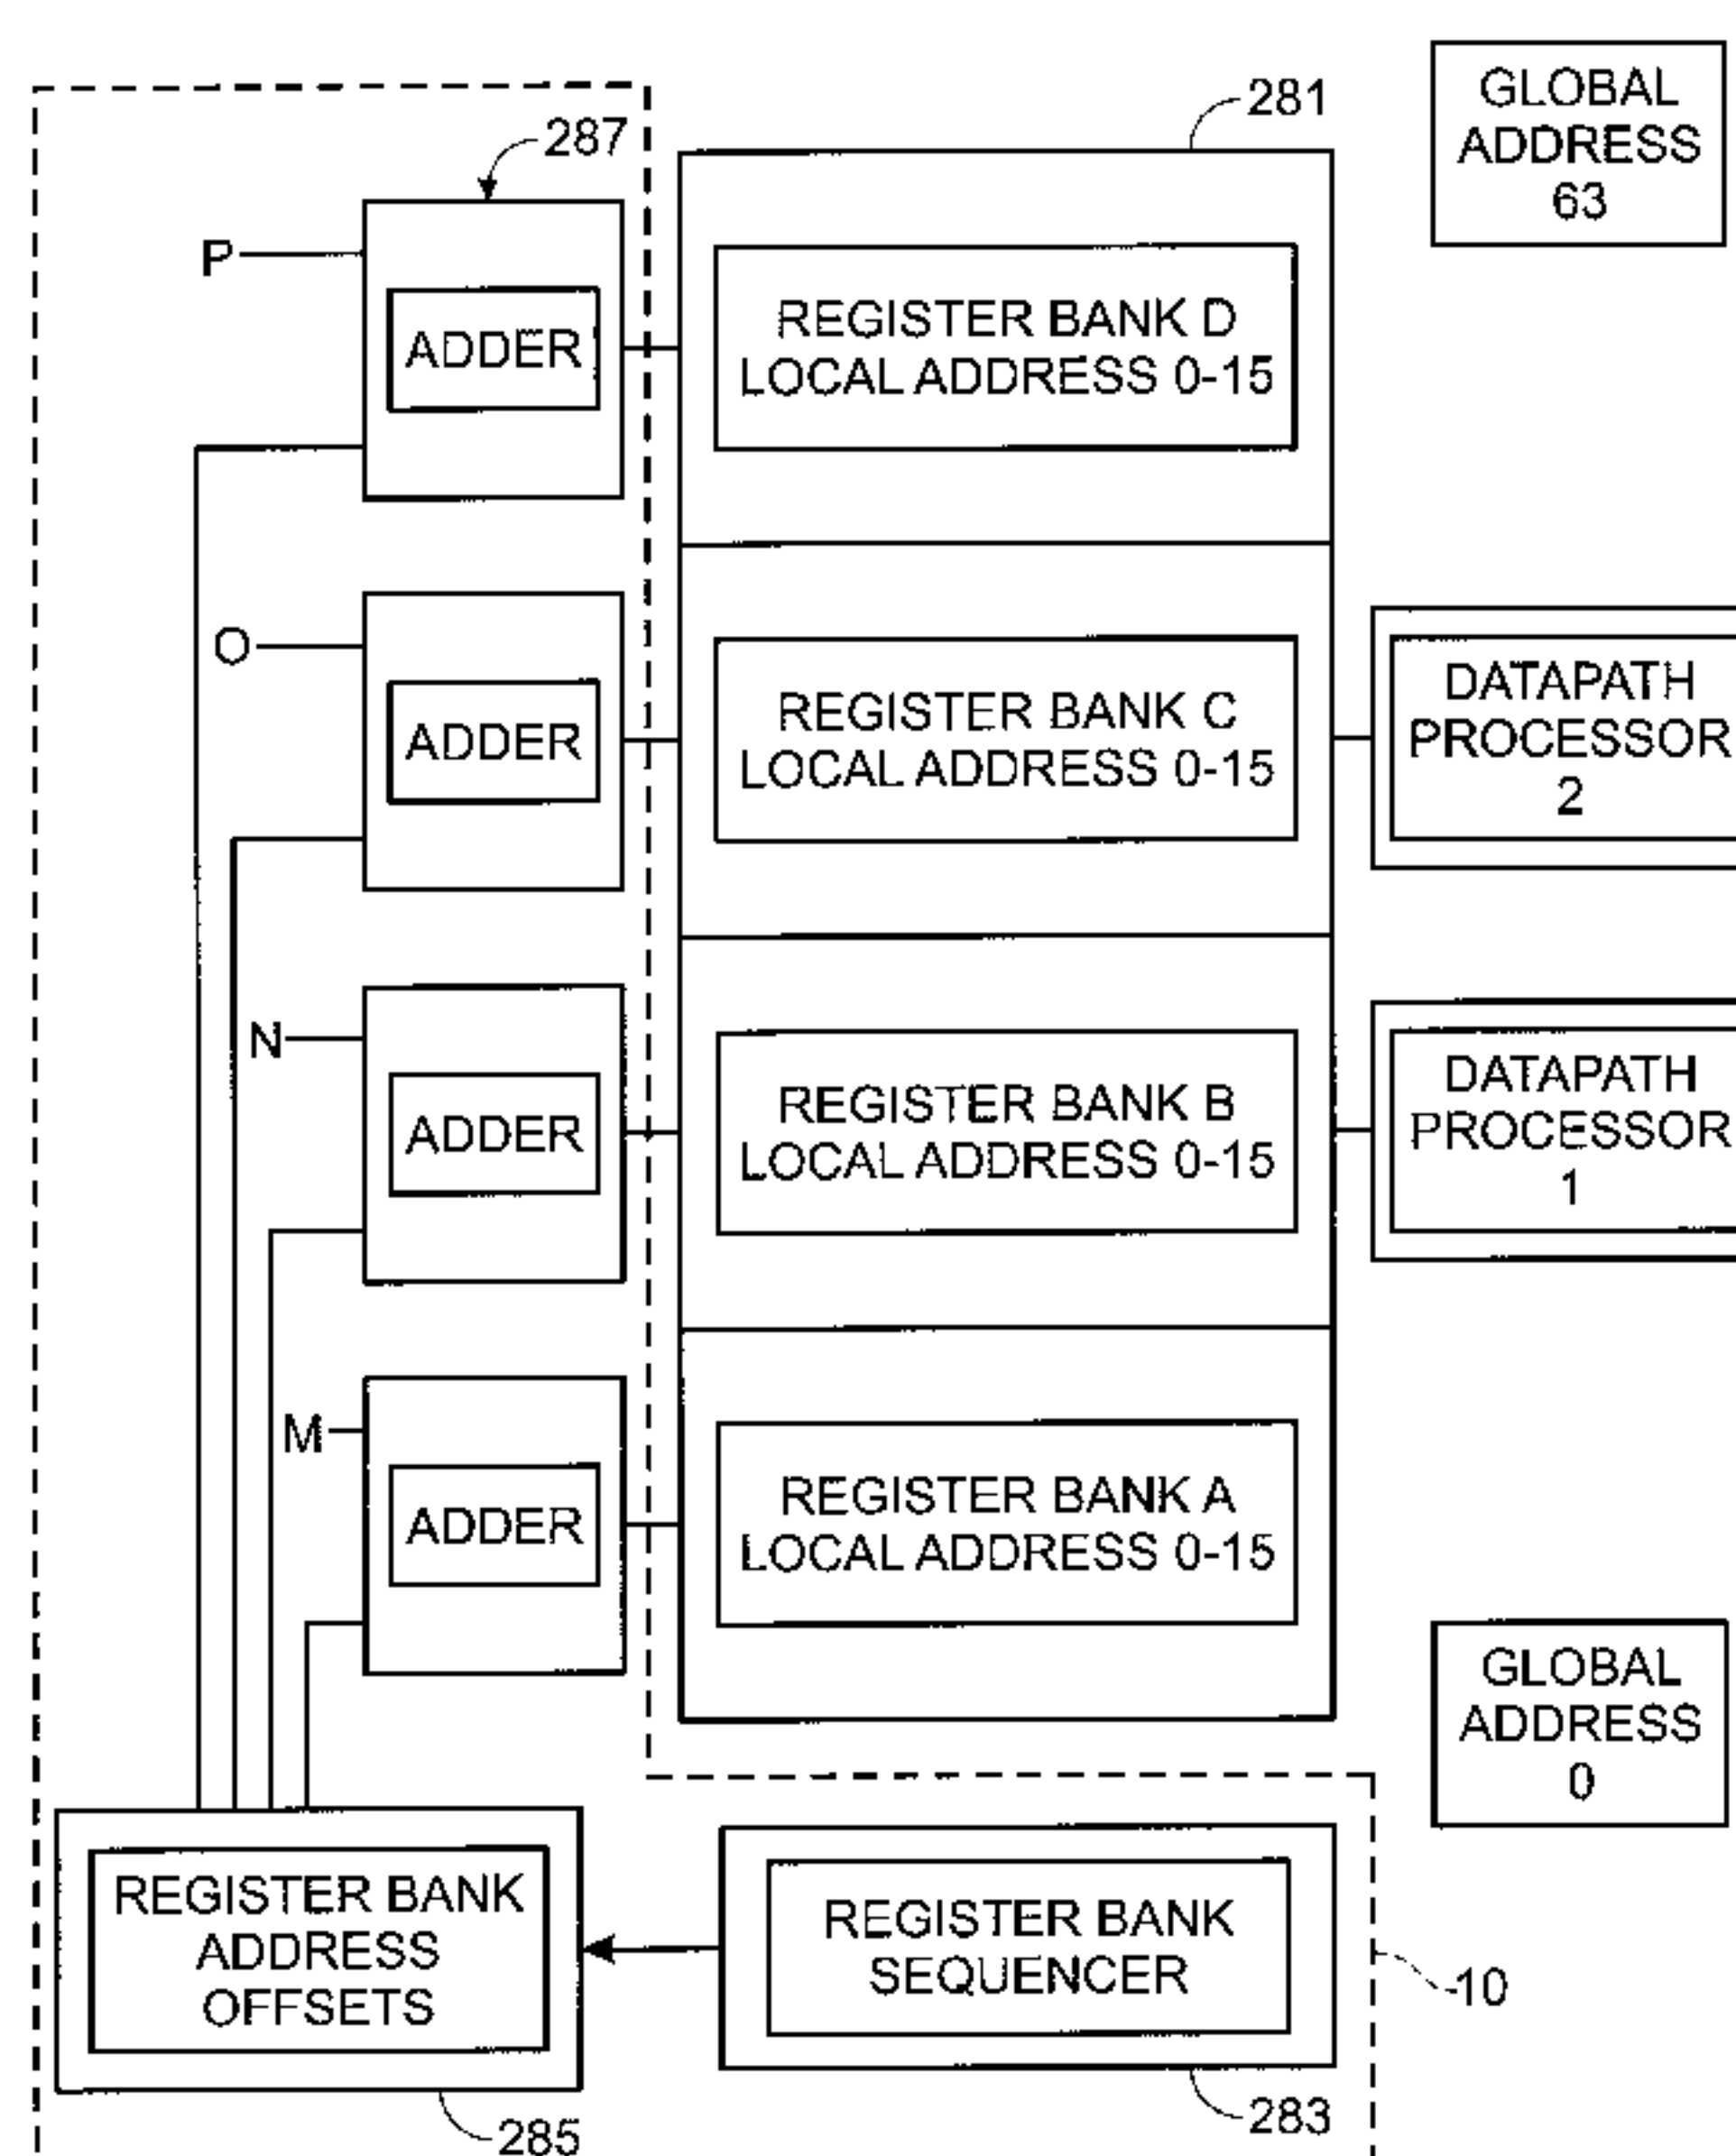 281
GLOBAL
ADDRESS
63
287
P
ADDER
REGISTER BANK D
LOCAL ADDRESS 0-15
O
ADDER
REGISTER BANK C
LOCAL ADDRESS 0-15
DATAPATH
PROCESSOR
2
N
ADDER
REGISTER BANK B
LOCAL ADDRESS 0-15
DATAPATH
PROCESSOR
1
M
ADDER
REGISTER BANK A
LOCAL ADDRESS 0-15
GLOBAL
ADDRESS
0
REGISTER BANK
ADDRESS
OFFSETS
REGISTER BANK
SEQUENCER
10
285
283